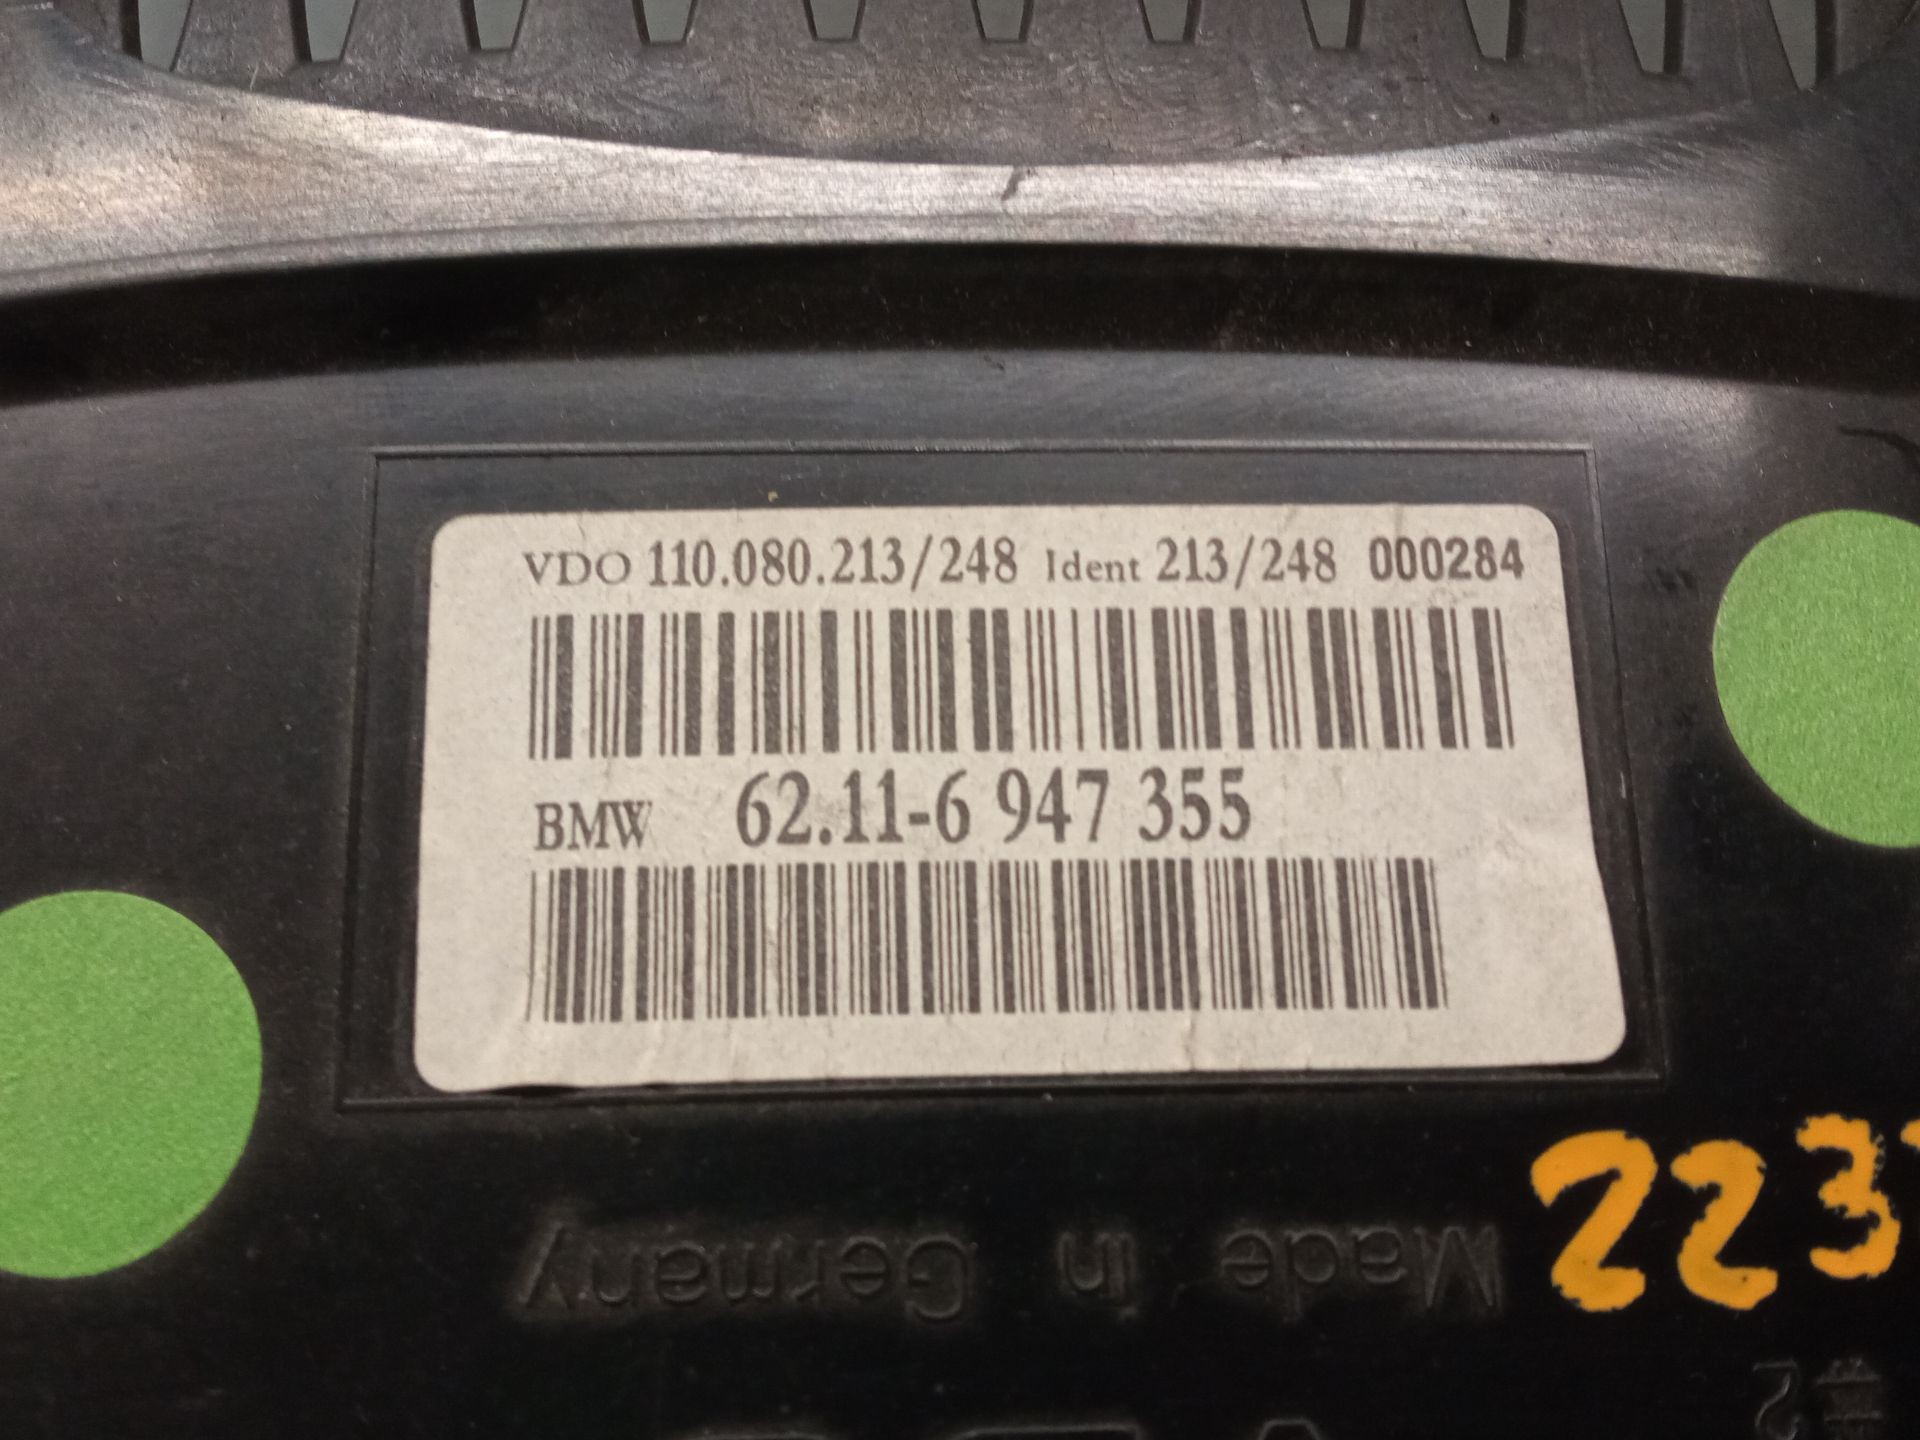 VDO 110.080.213/248 Ident 213/248 000284
BMW 62.11-6 947 355
223
Made in Germany
#2